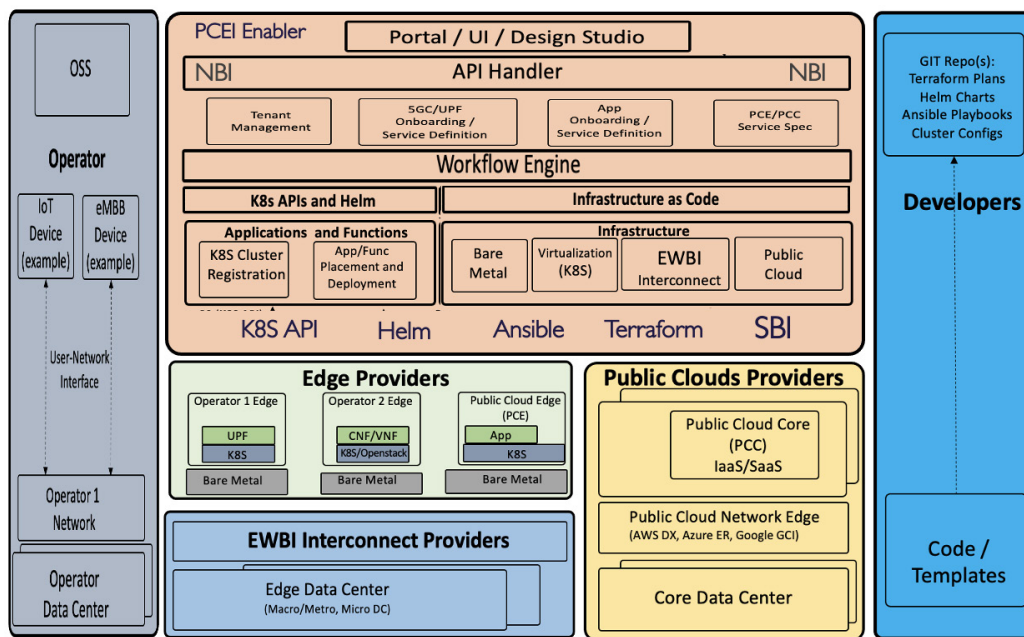 OSS
Operator
IoT
Device
(example)
eMBB
Device
(example)
User-Network
Interface
Operator 1
Network
Operator
Data Center
PCEI Enabler
Portal / UI / Design Studio
NBI
API Handler
NBI
Tenant
Management
5GC/UPF
Onboarding /
Service Definition
App
Onboarding /
Service Definition
PCE/PCC
Service Spec
Workflow Engine
K8s APIs and Helm
Infrastructure as Code
Applications and Functions
K8S Cluster
Registration
App/Func
Placement and
Deployment
Infrastructure
Bare
Metal
Virtualization
(K8S)
EWBI
Interconnect
Public
Cloud
K8S API
Helm
Ansible
Terraform
SBI
Edge Providers
Operator 1 Edge
UPF
K8S
Bare Metal
Operator 2 Edge
CNF/VNF
K8S/Openstack
Bare Metal
Public Cloud Edge
(PCE)
App
K8S
Bare Metal
EWBI Interconnect Providers
Edge Data Center
(Macro/Metro, Micro DC)
Public Clouds Providers
Public Cloud Core
(PCC)
IaaS/SaaS
Public Cloud Network Edge
(AWS DX, Azure ER, Google GCI)
Core Data Center
GIT Repo(s):
Terraform Plans
Helm Charts
Ansible Playbooks
Cluster Configs
Developers
Code /
Templates